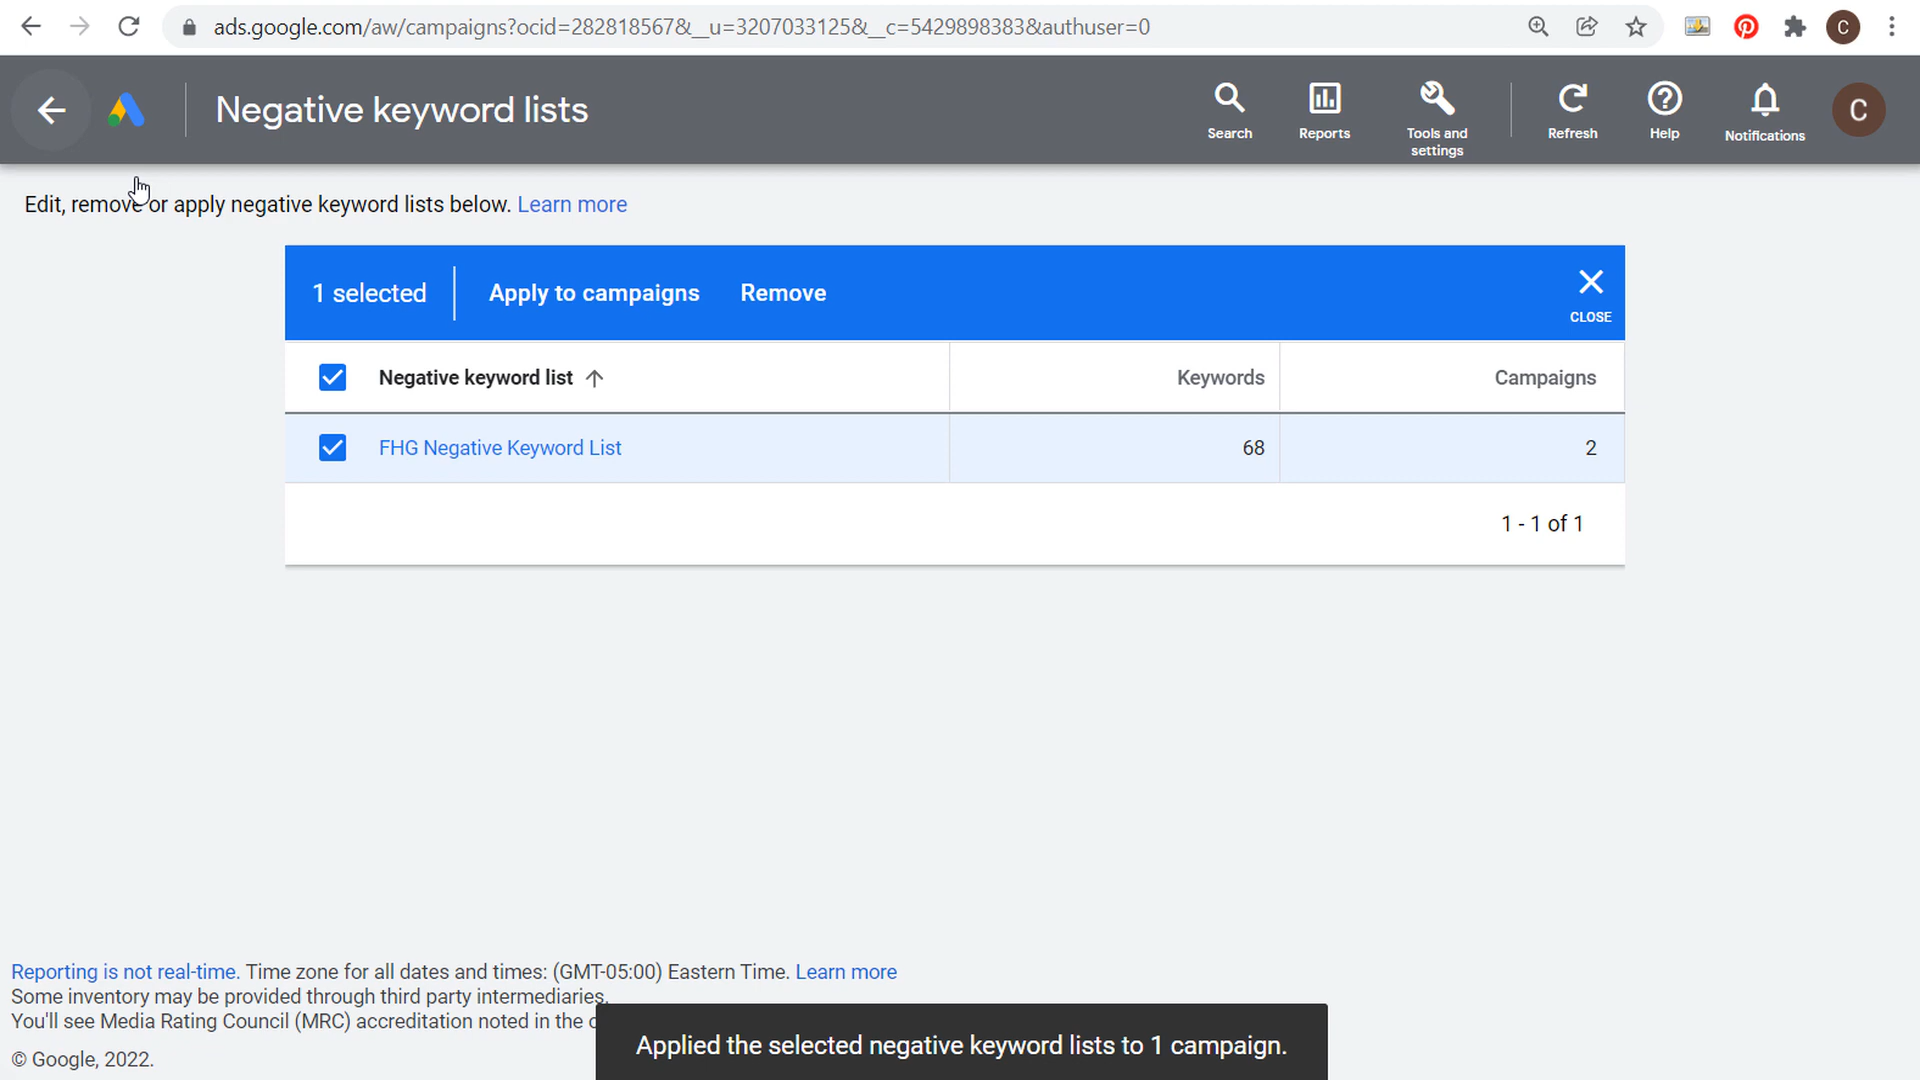 ads.google.com/aw/campaigns?ocid=282818567&__u=3207033125&__c=5429898383&authuser=0
C
Negative keyword lists
Search
Reports
Tools and
settings
Refresh
Help
Notifications
C
Edit, remove or apply negative keyword lists below. Learn more
1 selected
Apply to campaigns
Remove
CLOSE
Negative keyword list
Keywords
Campaigns
FHG Negative Keyword List
68
2
1 - 1 of 1
Reporting is not real-time. Time zone for all dates and times: (GMT-05:00) Eastern Time. Learn more
Some inventory may be provided through third party intermediaries.
You'll see Media Rating Council (MRC) accreditation noted in the
© Google, 2022.
Applied the selected negative keyword lists to 1 campaign.